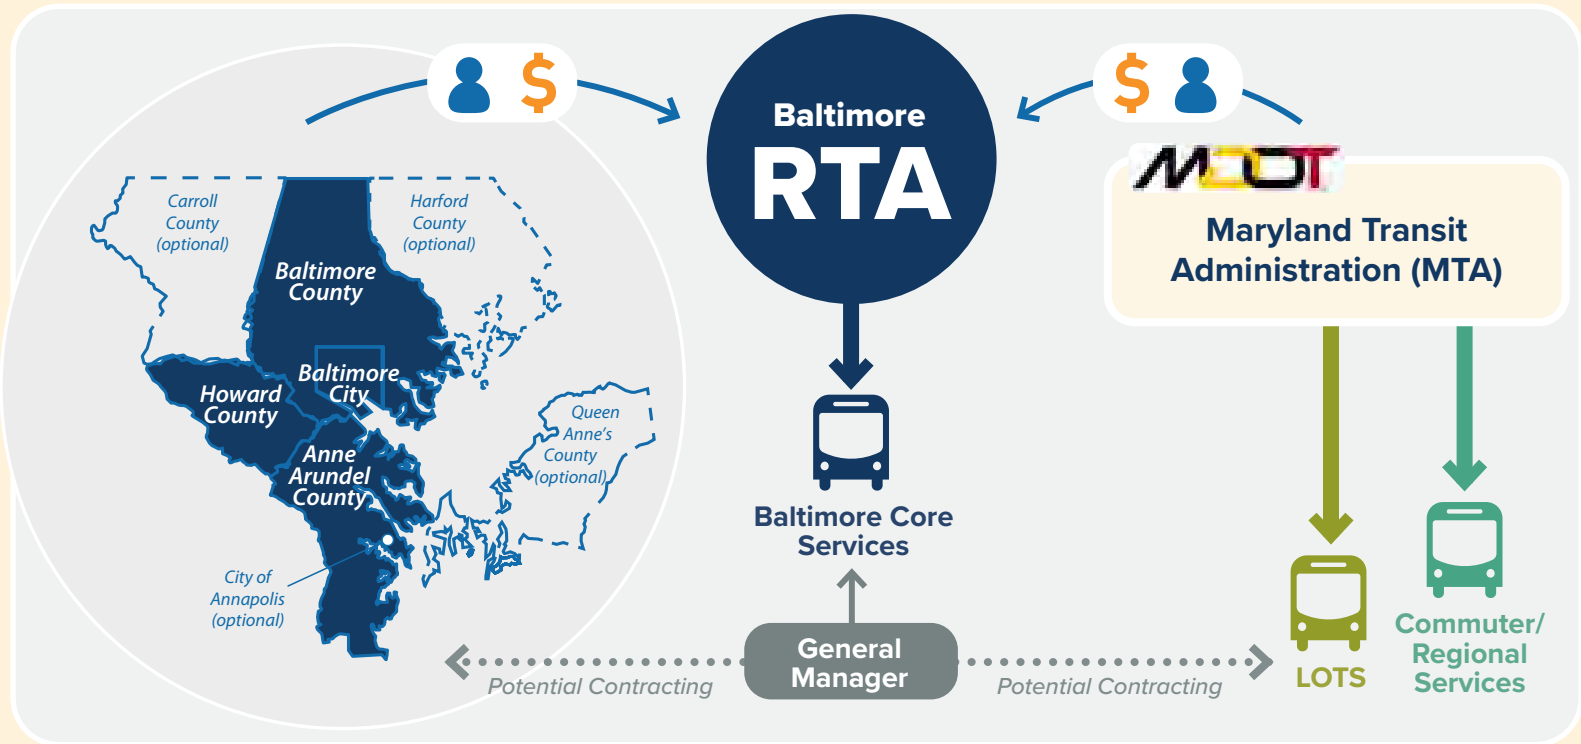 $
$
Baltimore
RTA
MDOT
Maryland Transit
Administration (MTA)
Carroll
County
(optional)
Harford
County
(optional)
Baltimore
County
Baltimore
City
Howard
County
Queen
Anne's
County
(optional)
Anne
Arundel
County
City of
Annapolis
(optional)
Baltimore Core
Services
General
Manager
Potential Contracting
Potential Contracting
LOTS
Commuter/
Regional
Services